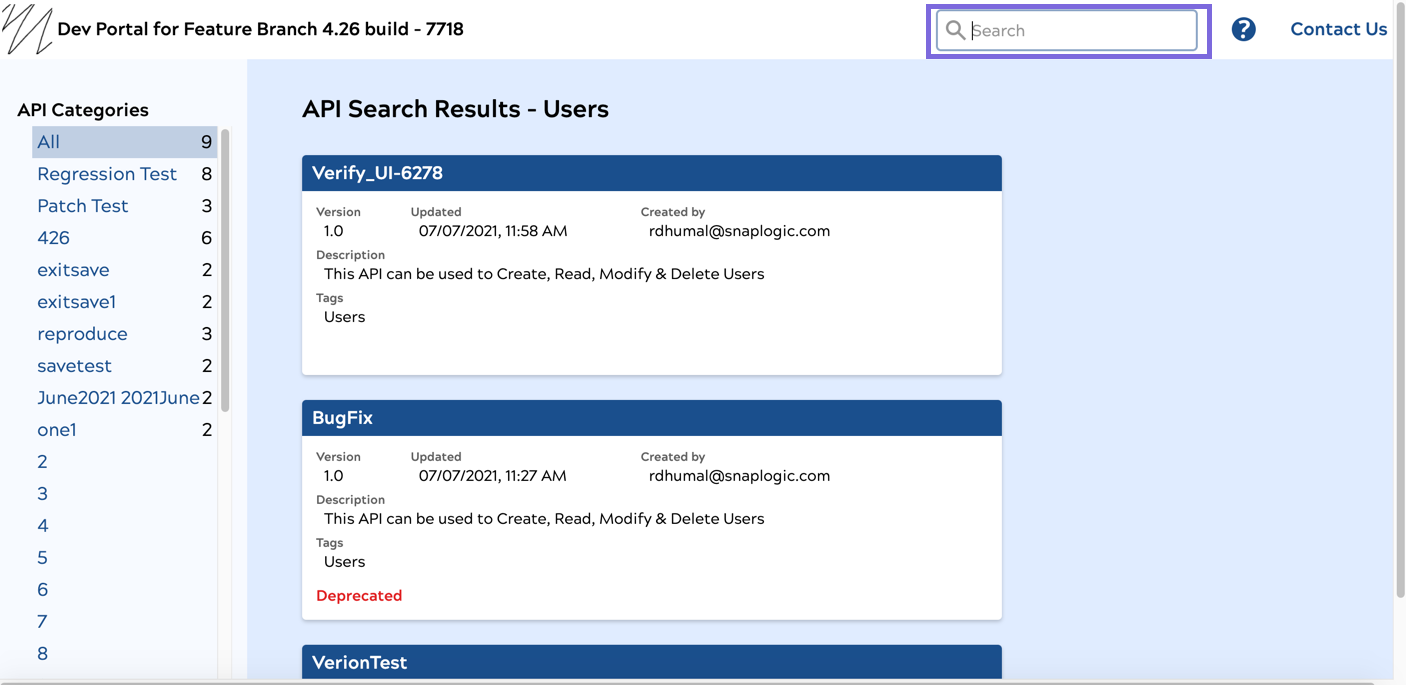 Dev Portal for Feature Branch 4.26 build - 7718
Search
?
Contact Us
API Categories
All 9
Regression Test 8
Patch Test 3
426 6
exitsave 2
exitsave1 2
reproduce 3
savetest 2
June2021 2021June 2
one1 2
2
3
4
5
6
7
8
API Search Results - Users
Verify_UI-6278
Version Updated Created by
1.0 07/07/2021, 11:58 AM rdhumal@snaplogic.com
Description
This API can be used to Create, Read, Modify & Delete Users
Tags
Users
BugFix
Version Updated Created by
1.0 07/07/2021, 11:27 AM rdhumal@snaplogic.com
Description
This API can be used to Create, Read, Modify & Delete Users
Tags
Users
Deprecated
VerionTest